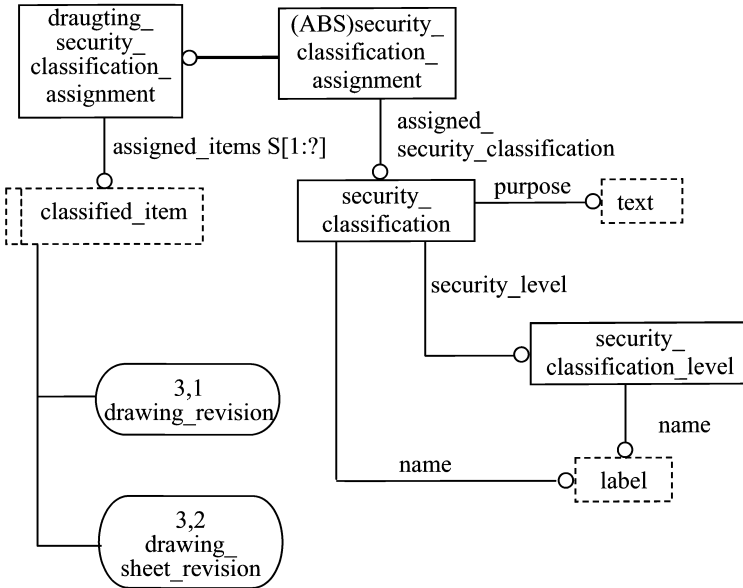 draugting_
security_
classification_
assignment
(ABS)security_
classification_
assignment
assigned_items S[1:?]
assigned_
security_classification
classified_item
security_
classification
purpose
text
security_level
security_
classification_level
3,1
drawing_revision
name
name
label
3,2
drawing_
sheet_revision